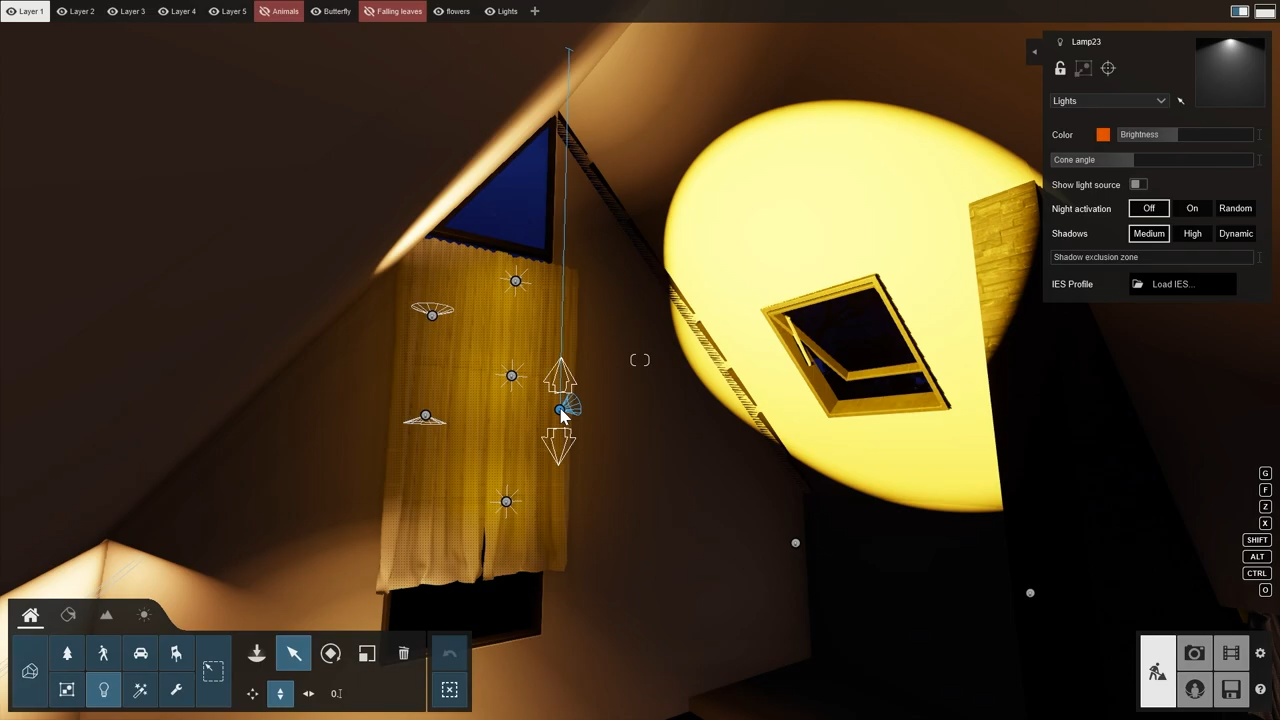 Layer 1 Layer 2 Layer 3 Layer 4 Layer 5 Animals Butterfly Falling leaves flowers Lights
Lamp23
Lights
Color Brightness
Cone angle
Show light source
Night activation Off On Random
Shadows Medium High Dynamic
Shadow exclusion zone
IES Profile Load IES...
G
F
Z
X
SHIFT
ALT
CTRL
O